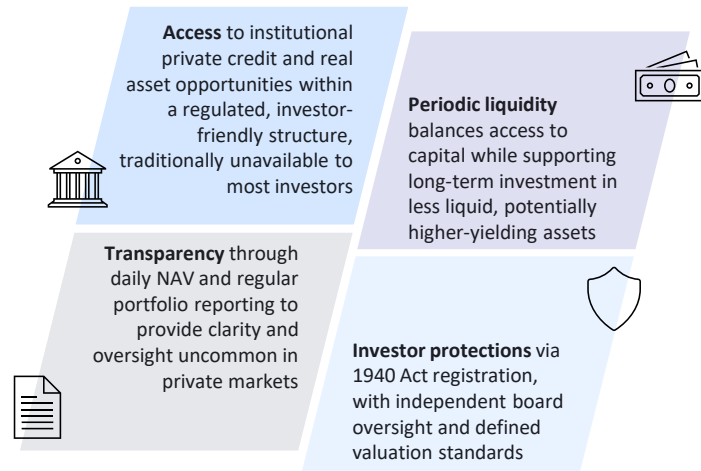 Access to institutional
private credit and real
asset opportunities within
a regulated, investor-
friendly structure,
traditionally unavailable to
most investors
Periodic liquidity
balances access to
capital while supporting
long-term investment in
less liquid, potentially
higher-yielding assets
Transparency through
daily NAV and regular
portfolio reporting to
provide clarity and
oversight uncommon in
private markets
Investor protections via
1940 Act registration,
with independent board
oversight and defined
valuation standards